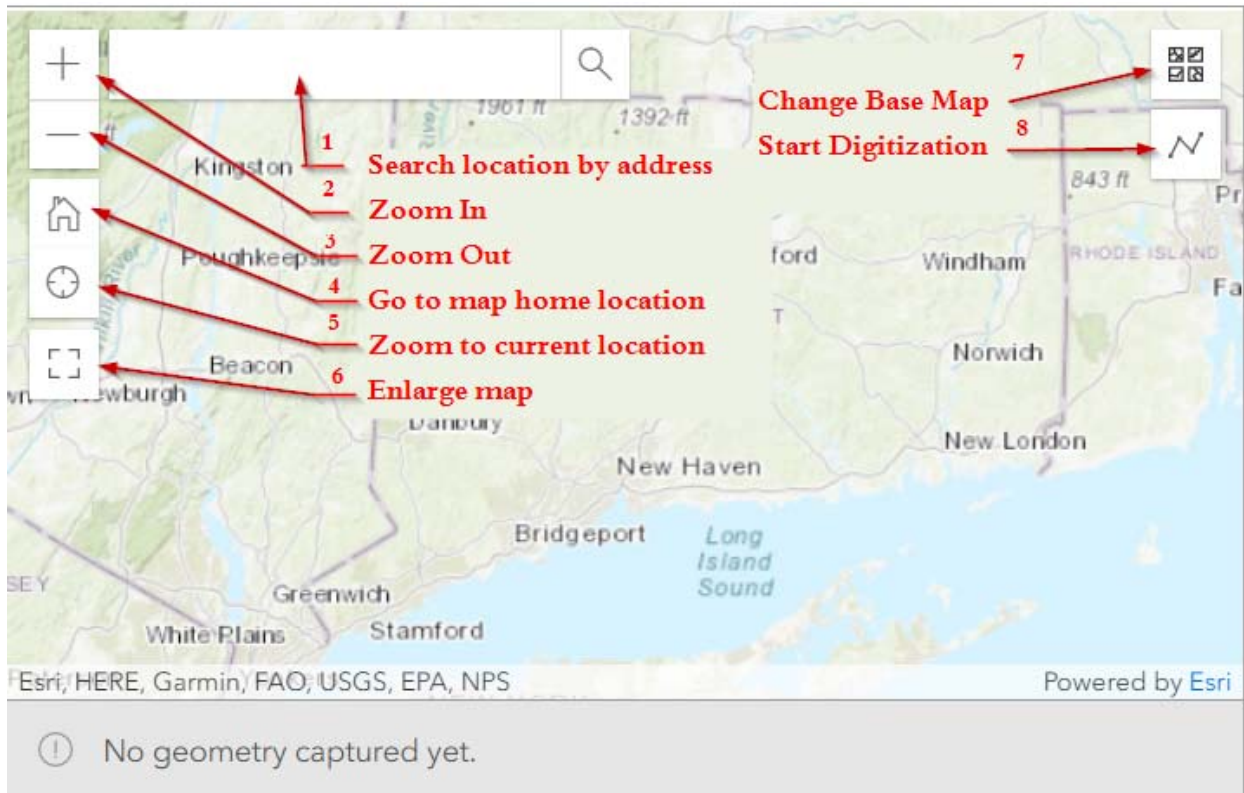 1961 ft
1392 ft
7
Change Base Map
8
Start Digitization
1
Kingston
Search location by address
2
Zoom In
843 ft
3
Poughkeepsie
Zoom Out
ford
Windham
RHODE ISLAND
4
Go to map home location
5
Zoom to current location
Norwich
Beacon
6
Enlarge map
Newburgh
Danbury
New London
New Haven
Bridgeport
Long
Island
Sound
SEY
Greenwich
White Plains
Stamford
Esri, HERE, Garmin, FAO, USGS, EPA, NPS
Powered by Esri
No geometry captured yet.